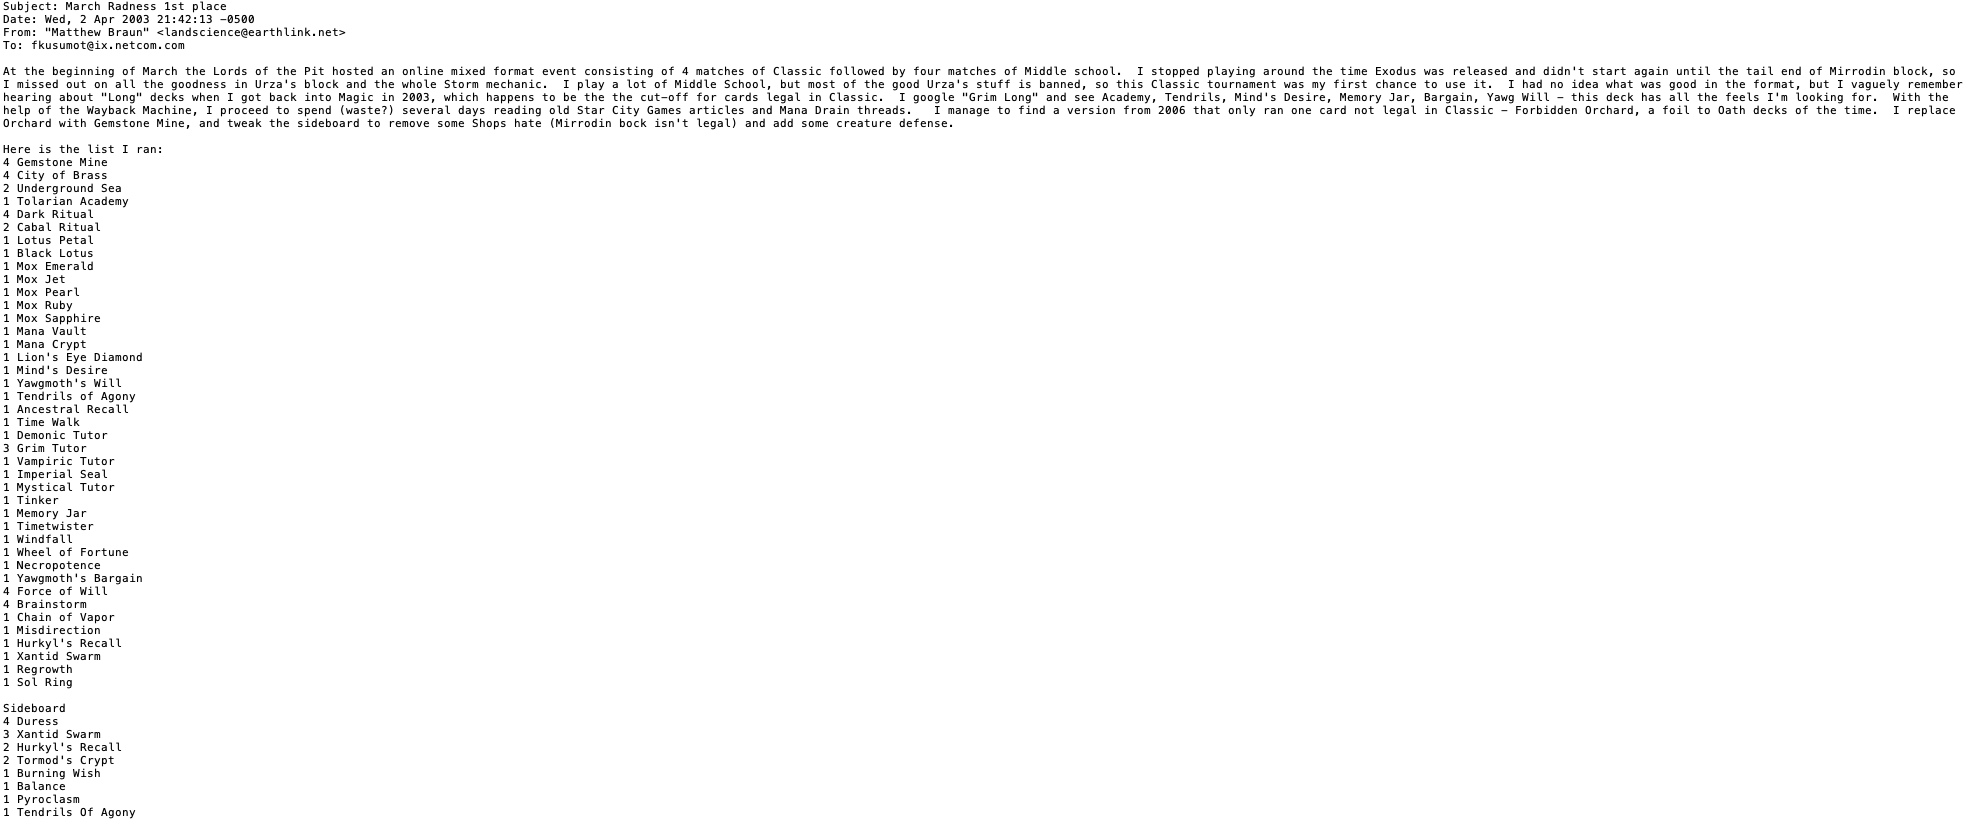 Subject: March Radness 1st place
Date: Wed, 2 Apr 2003 21:42:13 -0500
From: "Matthew Braun" <landscience@earthlink.net>
To: fkusumot@ix.netcom.com
At the beginning of March the Lords of the Pit hosted an online mixed format event consisting of 4 matches of Classic followed by four matches of Middle school.  I stopped playing around the time Exodus was released and didn't start again until the tail end of Mirrodin block, so
I missed out on all the goodness in Urza's block and the whole Storm mechanic.  I play a lot of Middle School, but most of the good Urza's stuff is banned, so this Classic tournament was my first chance to use it.  I had no idea what was good in the format, but I vaguely remember
hearing about "Long" decks when I got back into Magic in 2003, which happens to be the the cut-off for cards legal in Classic.  I google "Grim Long" and see Academy, Tendrils, Mind's Desire, Memory Jar, Bargain, Yawg Will - this deck has all the feels I'm looking for.  With the
help of the Wayback Machine, I proceed to spend (waste?) several days reading old Star City Games articles and Mana Drain threads.   I manage to find a version from 2006 that only ran one card not legal in Classic - Forbidden Orchard, a foil to Oath decks of the time.  I replace
Orchard with Gemstone Mine, and tweak the sideboard to remove some Shops hate (Mirrodin bock isn't legal) and add some creature defense.
Here is the list I ran:
4 Gemstone Mine
4 City of Brass
2 Underground Sea
1 Tolarian Academy
4 Dark Ritual
2 Cabal Ritual
1 Lotus Petal
1 Black Lotus
1 Mox Emerald
1 Mox Jet
1 Mox Pearl
1 Mox Ruby
1 Mox Sapphire
1 Mana Vault
1 Mana Crypt
1 Lion's Eye Diamond
1 Mind's Desire
1 Yawgmoth's Will
1 Tendrils of Agony
1 Ancestral Recall
1 Time Walk
1 Demonic Tutor
3 Grim Tutor
1 Vampiric Tutor
1 Imperial Seal
1 Mystical Tutor
1 Tinker
1 Memory Jar
1 Timetwister
1 Windfall
1 Wheel of Fortune
1 Necropotence
1 Yawgmoth's Bargain
4 Force of Will
4 Brainstorm
1 Chain of Vapor
1 Misdirection
1 Hurkyl's Recall
1 Xantid Swarm
1 Regrowth
1 Sol Ring
Sideboard
4 Duress
3 Xantid Swarm
2 Hurkyl's Recall
2 Tormod's Crypt
1 Burning Wish
1 Balance
1 Pyroclasm
1 Tendrils Of Agony